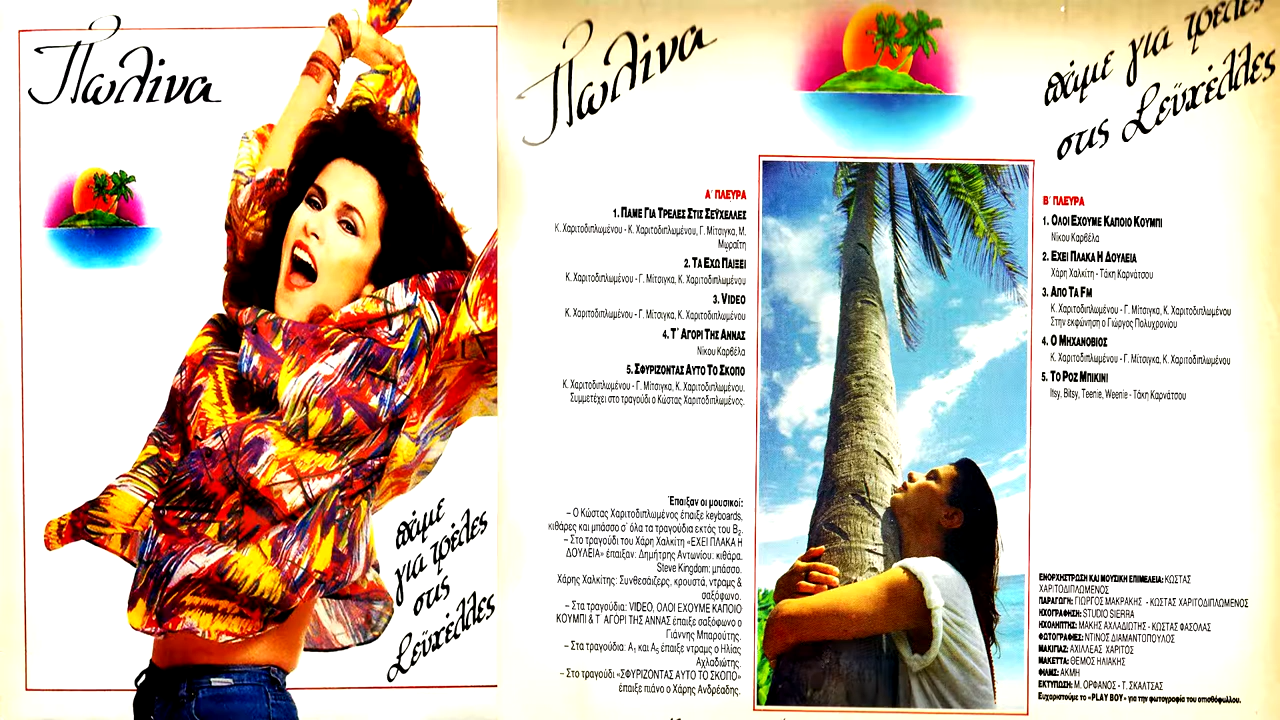 Πωλίνα
πάμε
για τρέλες
στις
Σεϋχέλλες
Πωλίνα
πάμε για τρέλες
στις Σεϋχέλλες
Α΄ ΠΛΕΥΡΑ
1. ΠΑΜΕ ΓΙΑ ΤΡΕΛΕΣ ΣΤΙΣ ΣΕΫΧΕΛΛΕΣ
Κ. Χαριτοδιπλωμένου - Κ. Χαριτοδιπλωμένου, Γ. Μίτσιγκα, Μ.
Μωραΐτη
2. ΤΑ ΕΧΩ ΠΑΙΞΕΙ
Κ. Χαριτοδιπλωμένου - Γ. Μίτσιγκα, Κ. Χαριτοδιπλωμένου
3. VIDEO
Κ. Χαριτοδιπλωμένου - Γ. Μίτσιγκα, Κ. Χαριτοδιπλωμένου
4. Τ΄ ΑΓΟΡΙ ΤΗΣ ΑΝΝΑΣ
Νίκου Καρβέλα
5. ΣΦΥΡΙΖΟΝΤΑΣ ΑΥΤΟ ΤΟ ΣΚΟΠΟ
Κ. Χαριτοδιπλωμένου - Γ. Μίτσιγκα, Κ. Χαριτοδιπλωμένου.
Συμμετέχει στο τραγούδι ο Κώστας Χαριτοδιπλωμένος.
Έπαιξαν οι μουσικοί:
– Ο Κώστας Χαριτοδιπλωμένος έπαιξε keyboards,
κιθάρες και μπάσσο σ΄ όλα τα τραγούδια εκτός του Β₂.
– Στο τραγούδι του Χάρη Χαλκίτη «ΕΧΕΙ ΠΛΑΚΑ Η
ΔΟΥΛΕΙΑ» έπαιξαν: Δημήτρης Αντωνίου: κιθάρα.
Steve Kingdom: μπάσσο.
Χάρης Χαλκίτης: Συνθεσάιζερς, κρουστά, ντραμς &
σαξόφωνο.
– Στα τραγούδια: VIDEO, ΟΛΟΙ ΕΧΟΥΜΕ ΚΑΠΟΙΟ
ΚΟΥΜΠΙ & Τ΄ ΑΓΟΡΙ ΤΗΣ ΑΝΝΑΣ έπαιξε σαξόφωνο ο
Γιάννης Μπαρούτης.
– Στα τραγούδια: Α₁ και Α₅ έπαιξε ντραμς ο Ηλίας
Αχλαδιώτης.
– Στο τραγούδι «ΣΦΥΡΙΖΟΝΤΑΣ ΑΥΤΟ ΤΟ ΣΚΟΠΟ»
έπαιξε πιάνο ο Χάρης Ανδρεάδης.
Β΄ ΠΛΕΥΡΑ
1. ΟΛΟΙ ΕΧΟΥΜΕ ΚΑΠΟΙΟ ΚΟΥΜΠΙ
Νίκου Καρβέλα
2. ΕΧΕΙ ΠΛΑΚΑ Η ΔΟΥΛΕΙΑ
Χάρη Χαλκίτη - Τάκη Καρνάτσου
3. ΑΠΟ ΤΑ FM
Κ. Χαριτοδιπλωμένου - Γ. Μίτσιγκα, Κ. Χαριτοδιπλωμένου
Στην εκφώνηση ο Γιώργος Πολυχρονίου
4. Ο ΜΗΧΑΝΟΒΙΟΣ
Κ. Χαριτοδιπλωμένου - Γ. Μίτσιγκα, Κ. Χαριτοδιπλωμένου
5. ΤΟ ΡΟΖ ΜΠΙΚΙΝΙ
Itsy, Bitsy, Teenie, Weenie - Τάκη Καρνάτσου
ΕΝΟΡΧΗΣΤΡΩΣΗ ΚΑΙ ΜΟΥΣΙΚΗ ΕΠΙΜΕΛΕΙΑ: ΚΩΣΤΑΣ
ΧΑΡΙΤΟΔΙΠΛΩΜΕΝΟΣ
ΠΑΡΑΓΩΓΗ: ΓΙΩΡΓΟΣ ΜΑΚΡΑΚΗΣ - ΚΩΣΤΑΣ ΧΑΡΙΤΟΔΙΠΛΩΜΕΝΟΣ
ΗΧΟΓΡΑΦΗΣΗ: STUDIO SIERRA
ΗΧΟΛΗΠΤΗΣ: ΜΑΚΗΣ ΑΧΛΑΔΙΩΤΗΣ - ΚΩΣΤΑΣ ΦΑΣΟΛΑΣ
ΦΩΤΟΓΡΑΦΙΕΣ: ΝΤΙΝΟΣ ΔΙΑΜΑΝΤΟΠΟΥΛΟΣ
ΜΑΚΙΓΙΑΖ: ΑΧΙΛΛΕΑΣ ΧΑΡΙΤΟΣ
ΜΑΚΕΤΤΑ: ΘΕΜΟΣ ΗΛΙΑΚΗΣ
ΦΙΛΜΣ: ΑΚΜΗ
ΕΚΤΥΠΩΣΗ: Μ. ΟΡΦΑΝΟΣ - Τ. ΣΚΑΛΤΣΑΣ
Ευχαριστούμε το «PLAY BOY» για την φωτογραφία του οπισθόφυλλου.